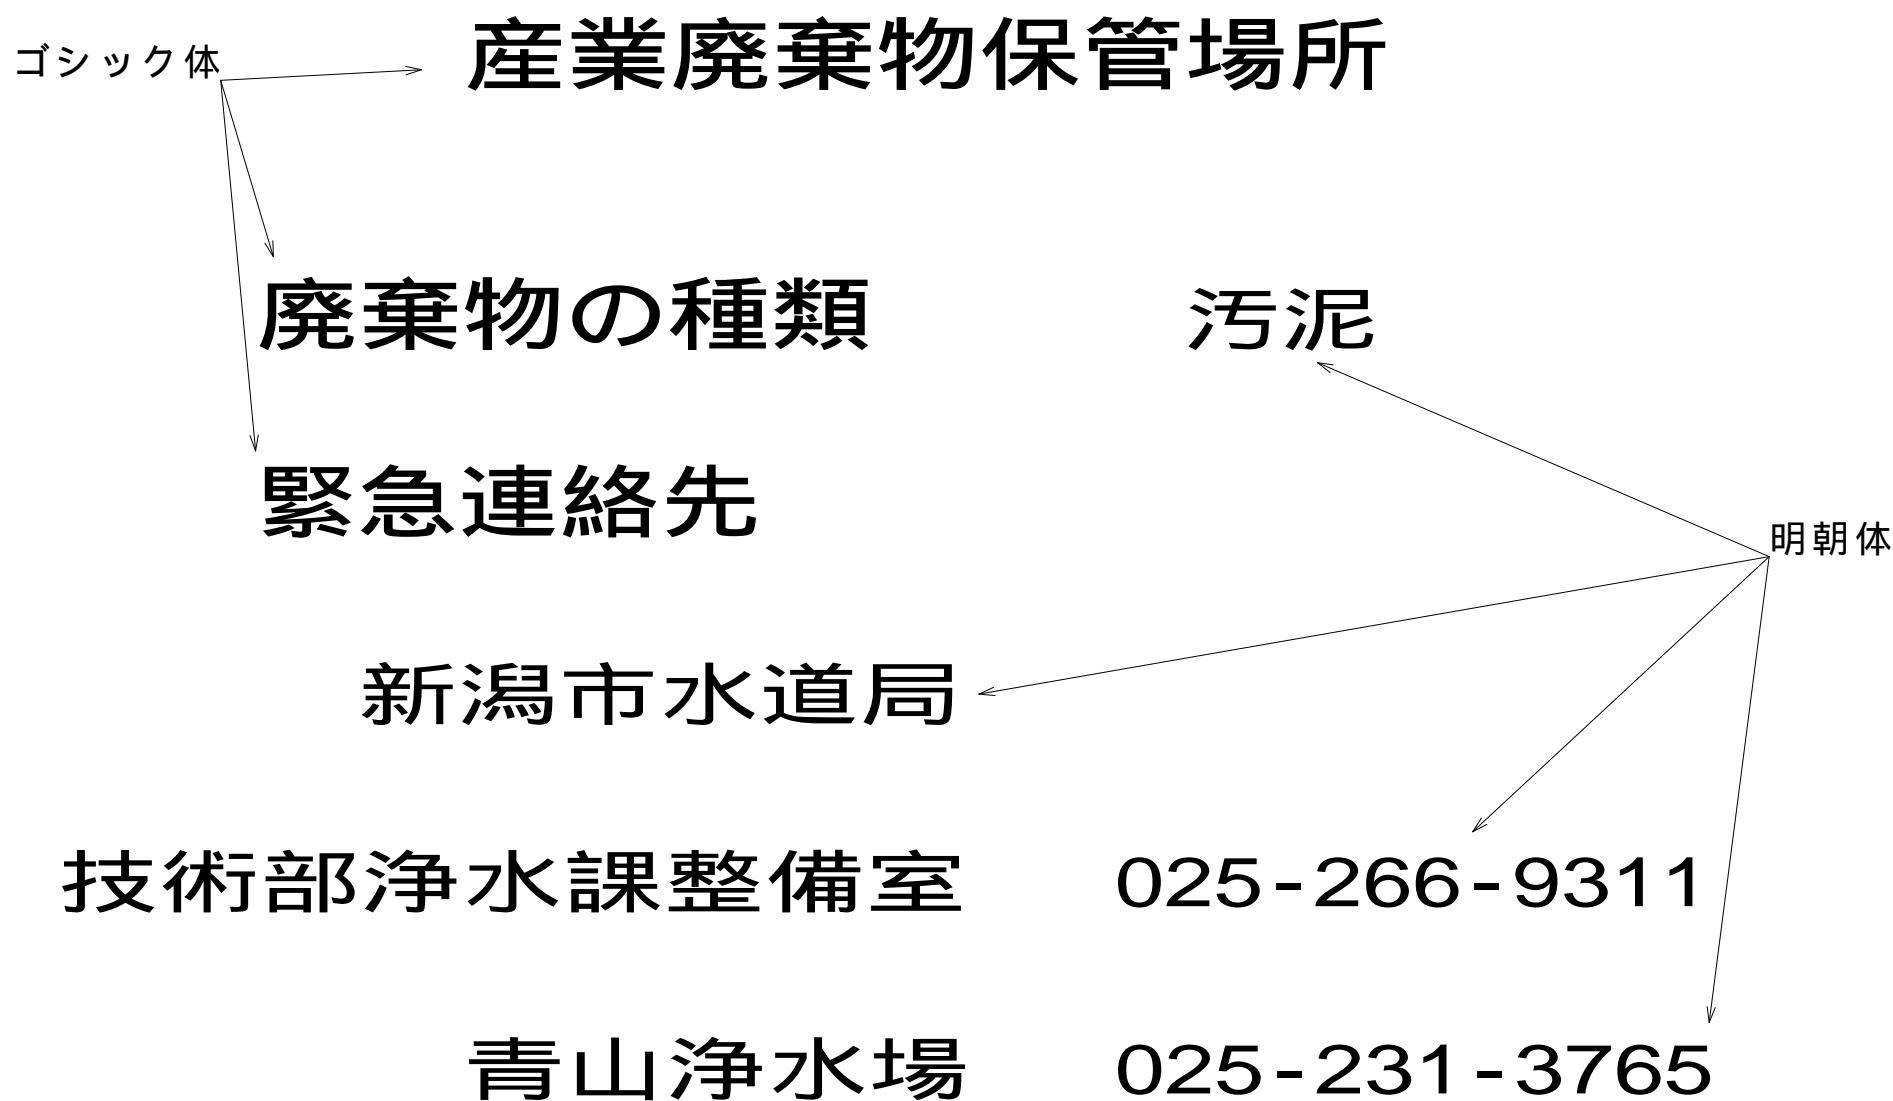 ゴシック体
産業廃棄物保管場所
廃棄物の種類 汚泥
緊急連絡先
明朝体
新潟市水道局
技術部浄水課整備室 025-266-9311
青山浄水場 025-231-3765